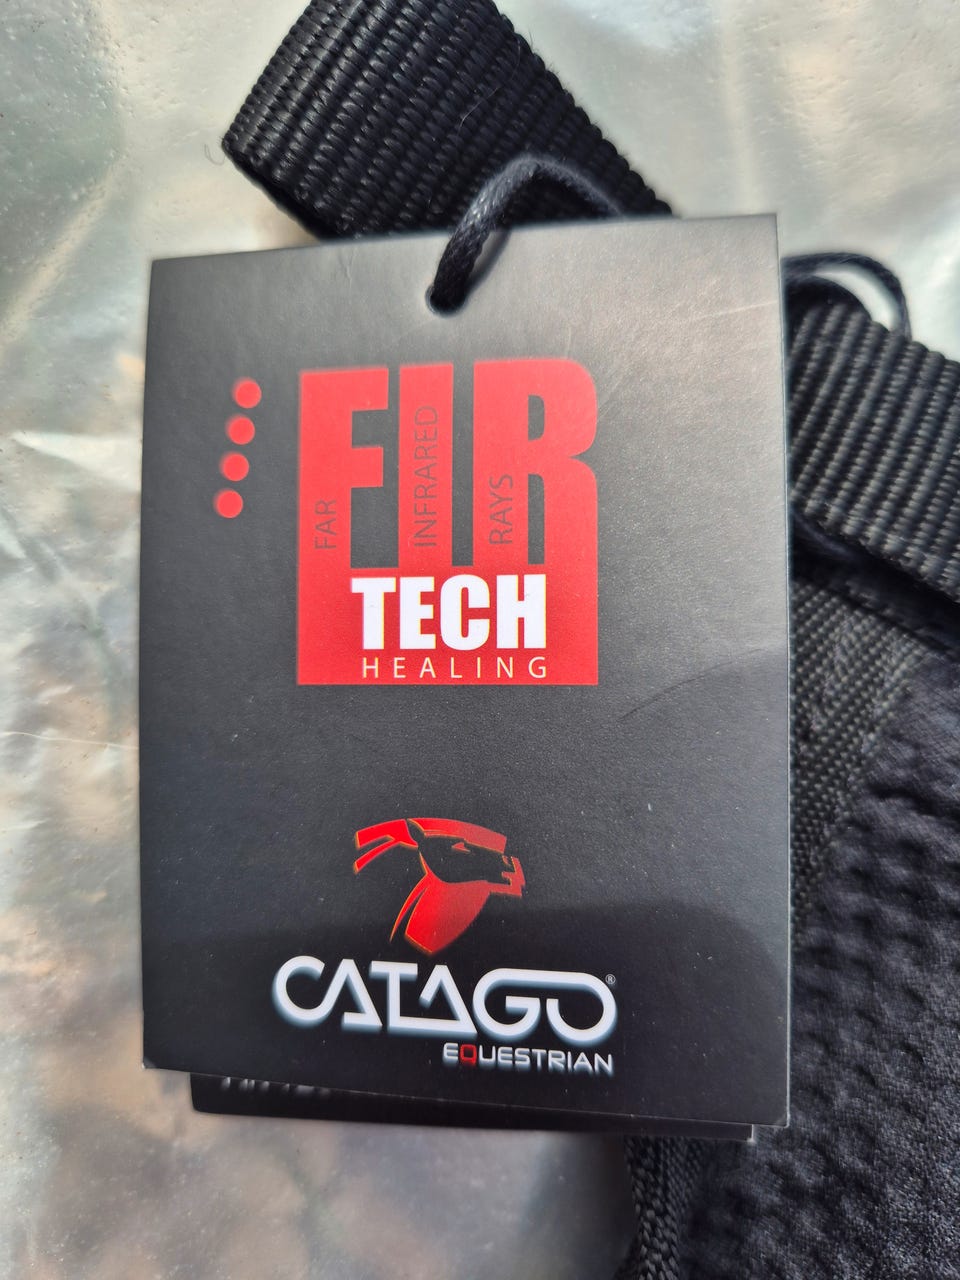 FIR
FAR
INFRARED
RAYS
TECH
HEALING
CATAGO®
EQUESTRIAN